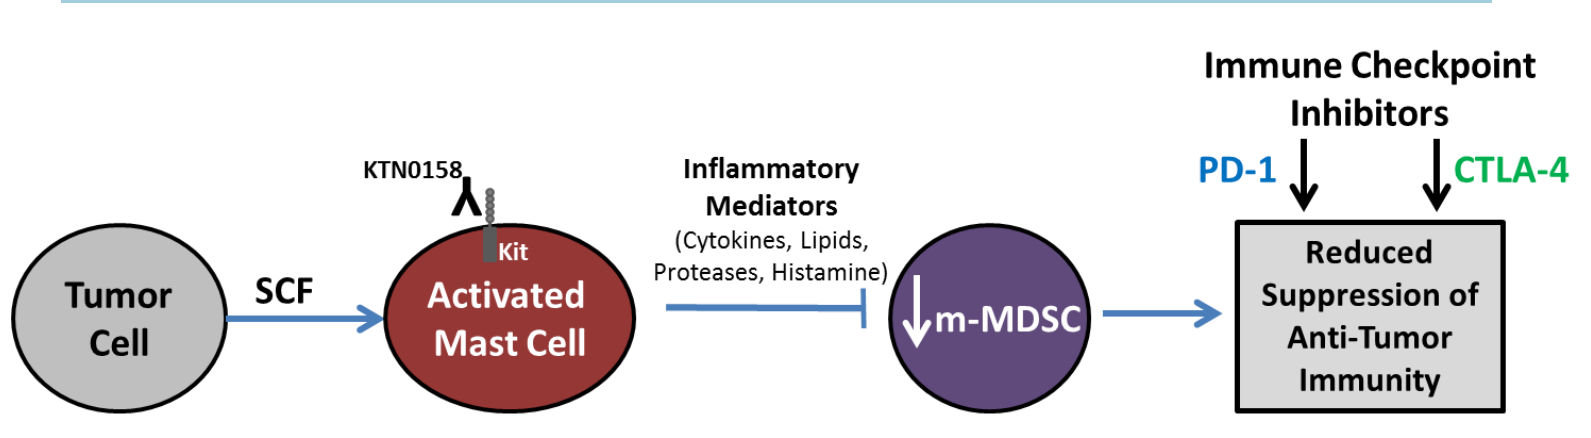 Immune Checkpoint
Inhibitors
PD-1
CTLA-4
KTN0158
Inflammatory
Mediators
(Cytokines, Lipids,
Proteases, Histamine)
Tumor
Cell
SCF
Kit
Activated
Mast Cell
m-MDSC
Reduced
Suppression of
Anti-Tumor
Immunity